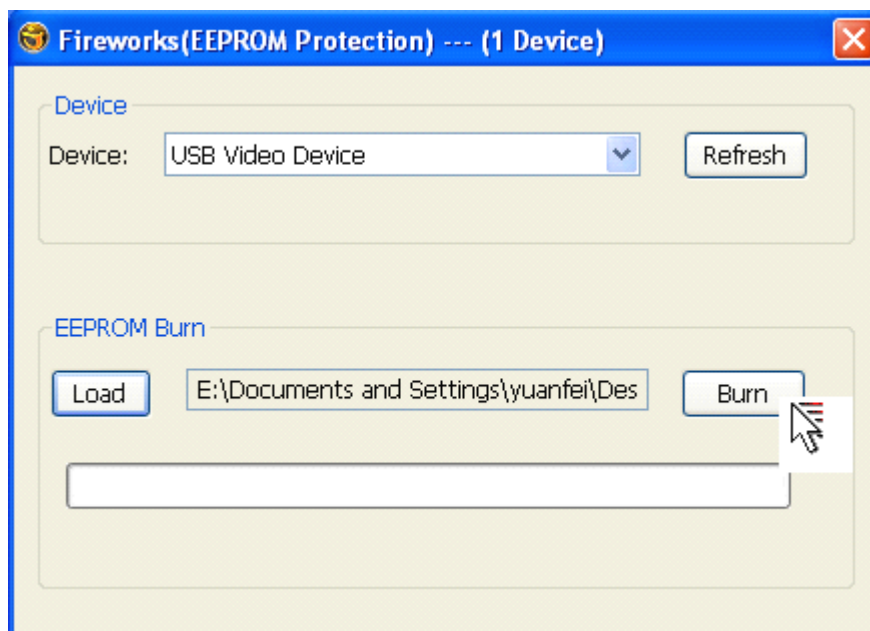 Fireworks(EEPROM Protection) --- (1 Device)
Device
Device: USB Video Device Refresh
EEPROM Burn
Load E:\Documents and Settings\yuanfei\Des Burn